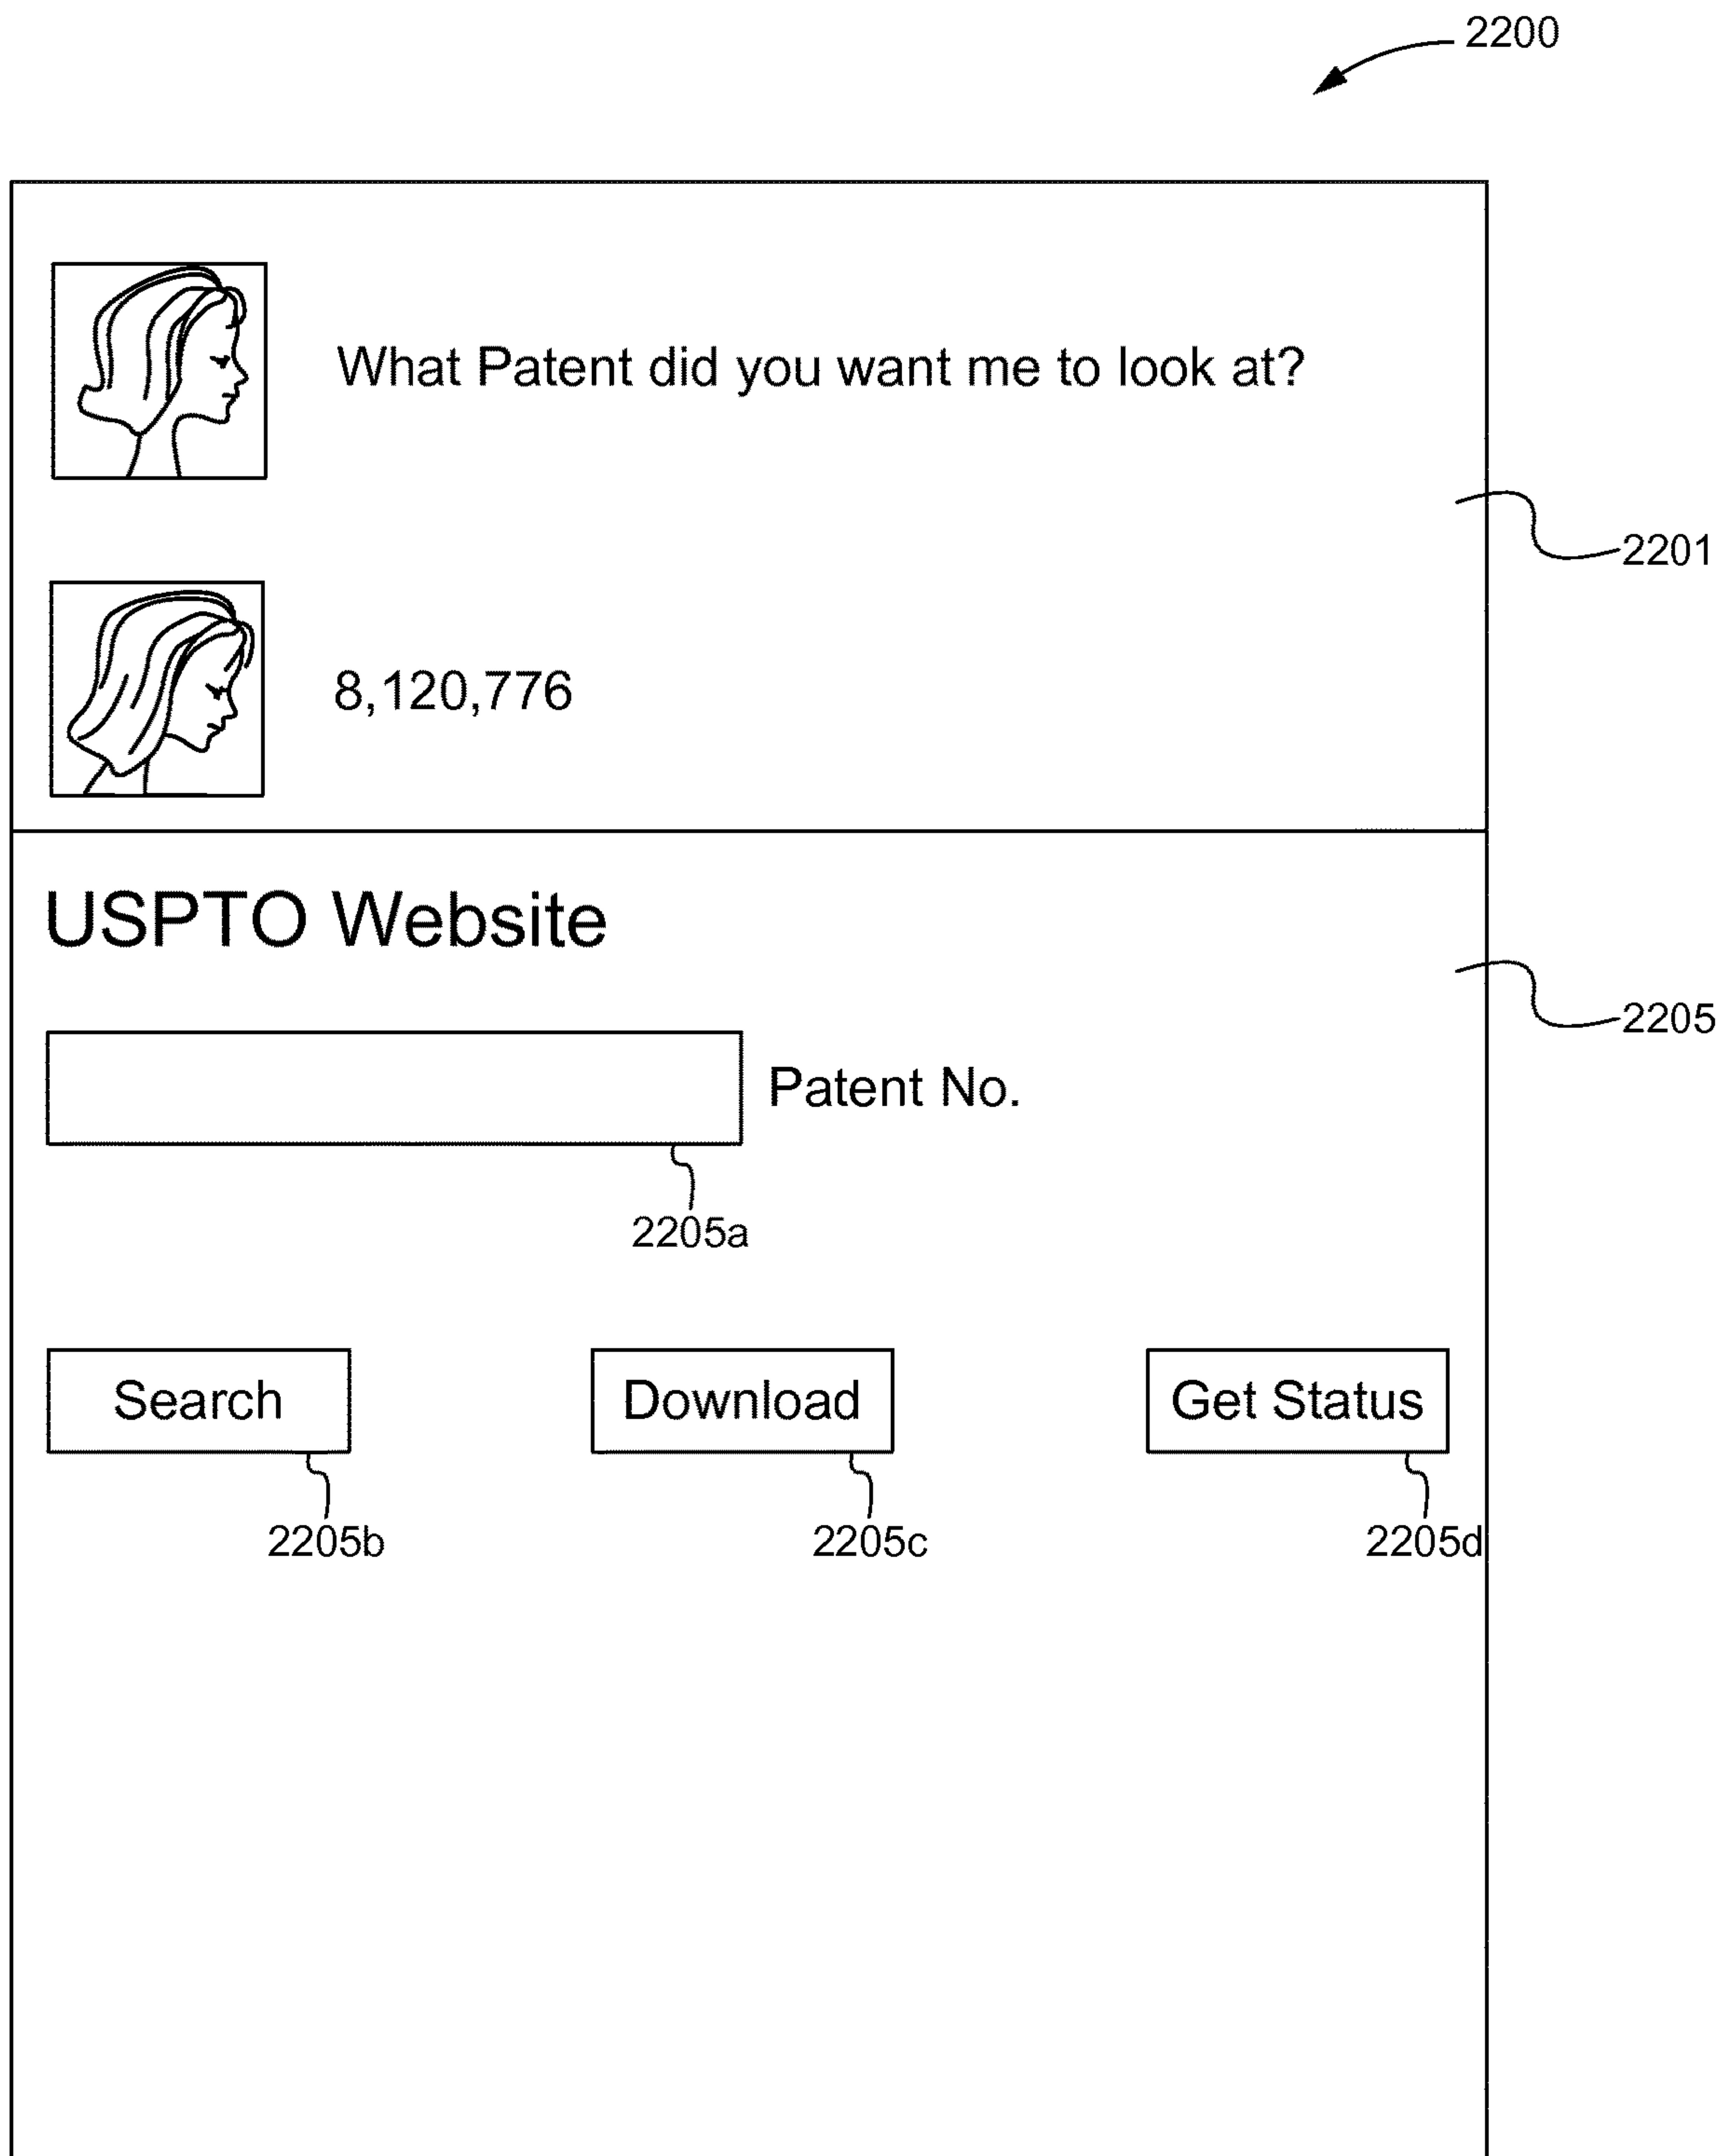 2200
What Patent did you want me to look at?
2201
8,120,776
USPTO Website
2205
Patent No.
2205a
Search
Download
Get Status
2205b
2205c
2205d